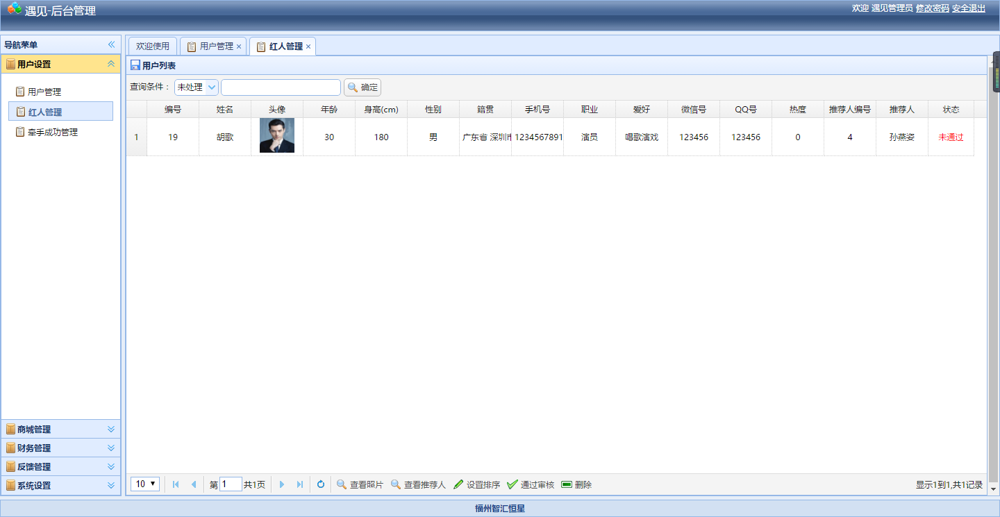 遇见-后台管理
欢迎 遇见管理员 修改密码 安全退出
导航菜单
用户设置
用户管理
红人管理
牵手成功管理
商城管理
财务管理
反馈管理
系统设置
欢迎使用 用户管理 红人管理
用户列表
查询条件： 未处理 确定
编号 姓名 头像 年龄 身高(cm) 性别 籍贯 手机号 职业 爱好 微信号 QQ号 热度 推荐人编号 推荐人 状态
1 19 胡歌 30 180 男 广东省 深圳市 1234567891 演员 唱歌演戏 123456 123456 0 4 孙燕姿 未通过
10 第 1 共1页 查看照片 查看推荐人 设置排序 通过审核 删除 显示1到1,共1记录
福州智汇恒星